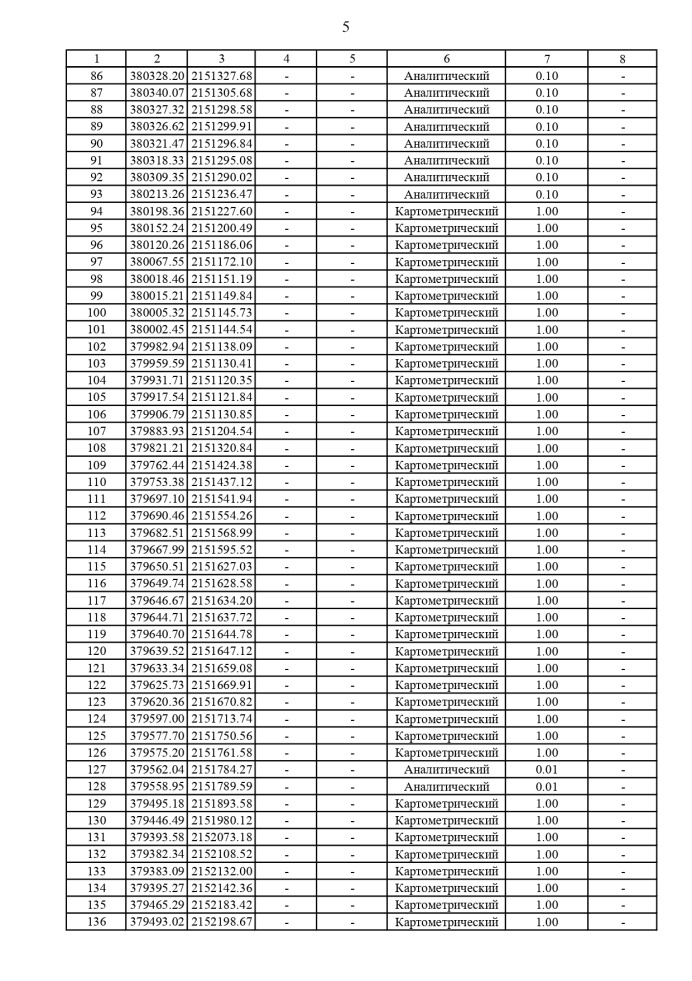 5
1 2 3 4 5 6 7 8
86 380328.20 2151327.68 - - Аналитический 0.10 -
87 380340.07 2151305.68 - - Аналитический 0.10 -
88 380327.32 2151298.58 - - Аналитический 0.10 -
89 380326.62 2151299.91 - - Аналитический 0.10 -
90 380321.47 2151296.84 - - Аналитический 0.10 -
91 380318.33 2151295.08 - - Аналитический 0.10 -
92 380309.35 2151290.02 - - Аналитический 0.10 -
93 380213.26 2151236.47 - - Аналитический 0.10 -
94 380198.36 2151227.60 - - Картометрический 1.00 -
95 380152.24 2151200.49 - - Картометрический 1.00 -
96 380120.26 2151186.06 - - Картометрический 1.00 -
97 380067.55 2151172.10 - - Картометрический 1.00 -
98 380018.46 2151151.19 - - Картометрический 1.00 -
99 380015.21 2151149.84 - - Картометрический 1.00 -
100 380005.32 2151145.73 - - Картометрический 1.00 -
101 380002.45 2151144.54 - - Картометрический 1.00 -
102 379982.94 2151138.09 - - Картометрический 1.00 -
103 379959.59 2151130.41 - - Картометрический 1.00 -
104 379931.71 2151120.35 - - Картометрический 1.00 -
105 379917.54 2151121.84 - - Картометрический 1.00 -
106 379906.79 2151130.85 - - Картометрический 1.00 -
107 379883.93 2151204.54 - - Картометрический 1.00 -
108 379821.21 2151320.84 - - Картометрический 1.00 -
109 379762.44 2151424.38 - - Картометрический 1.00 -
110 379753.38 2151437.12 - - Картометрический 1.00 -
111 379697.10 2151541.94 - - Картометрический 1.00 -
112 379690.46 2151554.26 - - Картометрический 1.00 -
113 379682.51 2151568.99 - - Картометрический 1.00 -
114 379667.99 2151595.52 - - Картометрический 1.00 -
115 379650.51 2151627.03 - - Картометрический 1.00 -
116 379649.74 2151628.58 - - Картометрический 1.00 -
117 379646.67 2151634.20 - - Картометрический 1.00 -
118 379644.71 2151637.72 - - Картометрический 1.00 -
119 379640.70 2151644.78 - - Картометрический 1.00 -
120 379639.52 2151647.12 - - Картометрический 1.00 -
121 379633.34 2151659.08 - - Картометрический 1.00 -
122 379625.73 2151669.91 - - Картометрический 1.00 -
123 379620.36 2151670.82 - - Картометрический 1.00 -
124 379597.00 2151713.74 - - Картометрический 1.00 -
125 379577.70 2151750.56 - - Картометрический 1.00 -
126 379575.20 2151761.58 - - Картометрический 1.00 -
127 379562.04 2151784.27 - - Аналитический 0.01 -
128 379558.95 2151789.59 - - Аналитический 0.01 -
129 379495.18 2151893.58 - - Картометрический 1.00 -
130 379446.49 2151980.12 - - Картометрический 1.00 -
131 379393.58 2152073.18 - - Картометрический 1.00 -
132 379382.34 2152108.52 - - Картометрический 1.00 -
133 379383.09 2152132.00 - - Картометрический 1.00 -
134 379395.27 2152142.36 - - Картометрический 1.00 -
135 379465.29 2152183.42 - - Картометрический 1.00 -
136 379493.02 2152198.67 - - Картометрический 1.00 -